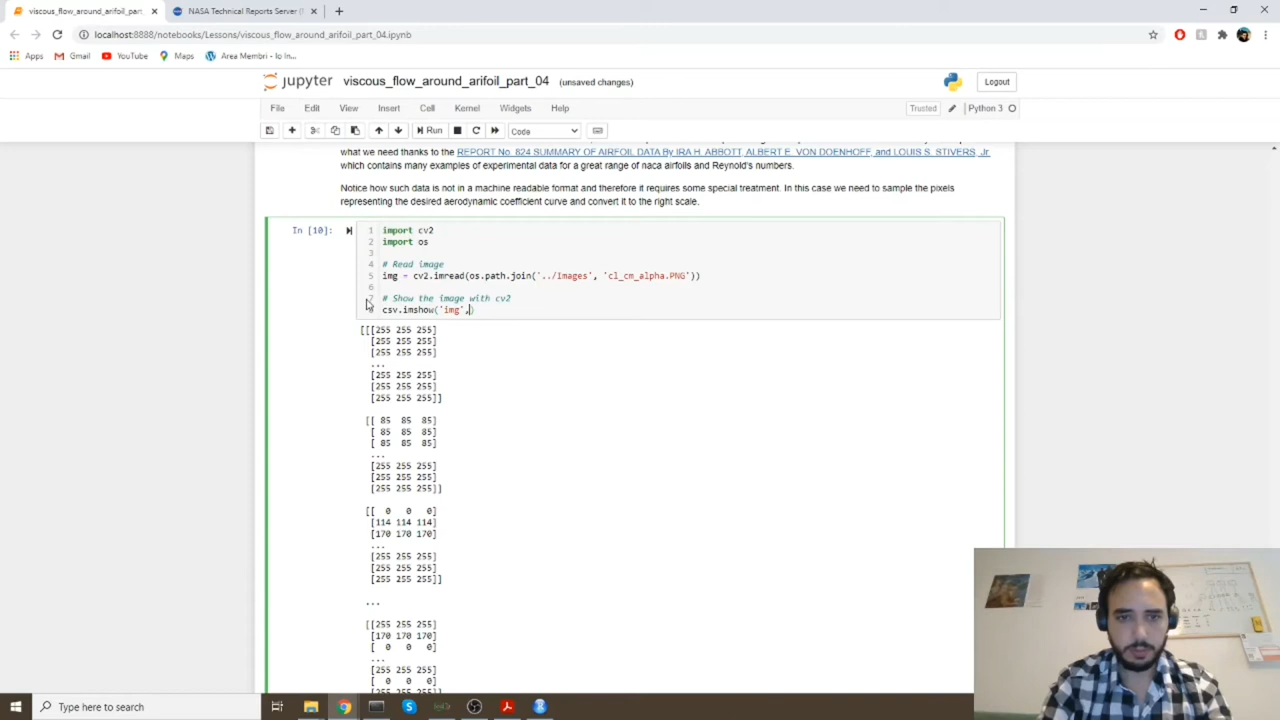 viscous_flow_around_arifoil_par
NASA Technical Reports Server (
localhost:8888/notebooks/Lessons/viscous_flow_around_arifoil_part_04.ipynb
Apps Gmail YouTube Maps Area Membri - Io In...
jupyter viscous_flow_around_arifoil_part_04 (unsaved changes) Logout
File Edit View Insert Cell Kernel Widgets Help Trusted Python 3
Run Code
what we need thanks to the REPORT No. 824 SUMMARY OF AIRFOIL DATA By IRA H. ABBOTT, ALBERT E. VON DOENHOFF, and LOUIS S. STIVERS, Jr.
which contains many examples of experimental data for a great range of naca airfoils and Reynold's numbers.
Notice how such data is not in a machine readable format and therefore it requires some special treatment. In this case we need to sample the pixels
representing the desired aerodynamic coefficient curve and convert it to the right scale.
In [10]: 1 import cv2
2 import os
3
4 # Read image
5 img = cv2.imread(os.path.join('../Images', 'cl_cm_alpha.PNG'))
6
7 # Show the image with cv2
8 csv.imshow('img',)
[[[255 255 255]
[255 255 255]
[255 255 255]
...
[255 255 255]
[255 255 255]
[255 255 255]]
[[ 85 85 85]
[ 85 85 85]
[ 85 85 85]
...
[255 255 255]
[255 255 255]
[255 255 255]]
[[ 0 0 0]
[114 114 114]
[170 170 170]
...
[255 255 255]
[255 255 255]
[255 255 255]]
...
[[255 255 255]
[170 170 170]
[ 0 0 0]
...
[255 255 255]
[ 0 0 0]
[255 255 255]]
Type here to search